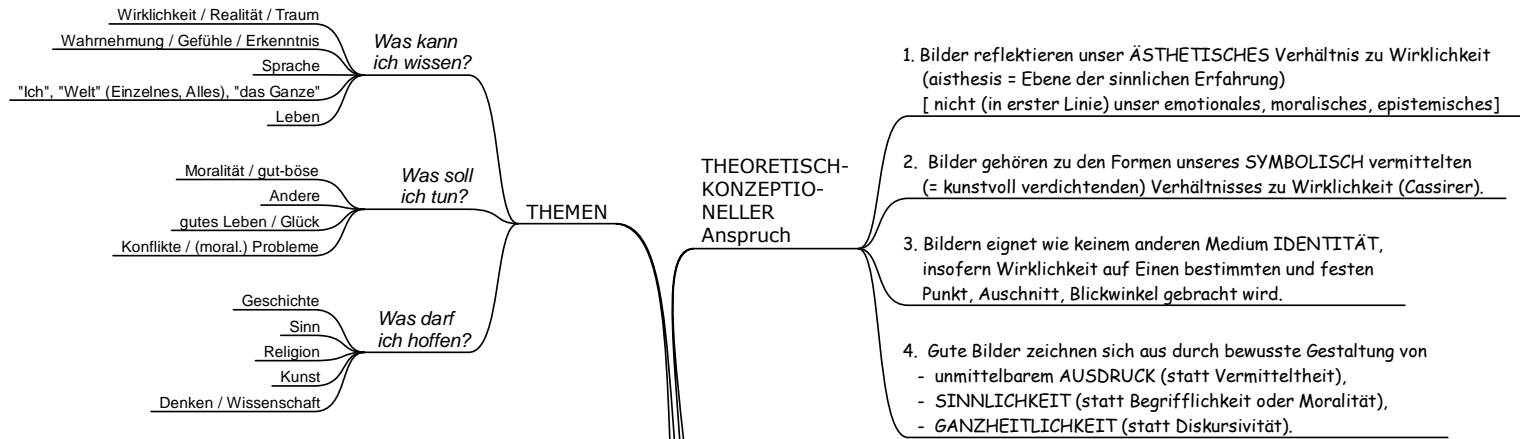 Wirklichkeit / Realität / Traum
Wahrnehmung / Gefühle / Erkenntnis
Sprache
"Ich", "Welt" (Einzelnes, Alles), "das Ganze"
Leben
Was kann
ich wissen?
Moralität / gut-böse
Andere
gutes Leben / Glück
Konflikte / (moral.) Probleme
Was soll
ich tun?
Geschichte
Sinn
Religion
Kunst
Denken / Wissenschaft
Was darf
ich hoffen?
THEMEN
THEORETISCH-
KONZEPTIO-
NELLER
Anspruch
1. Bilder reflektieren unser ÄSTHETISCHES Verhältnis zu Wirklichkeit
(aisthesis = Ebene der sinnlichen Erfahrung)
[ nicht (in erster Linie) unser emotionales, moralisches, epistemisches]
2. Bilder gehören zu den Formen unseres SYMBOLISCH vermittelten
(= kunstvoll verdichtenden) Verhältnisses zu Wirklichkeit (Cassirer).
3. Bildern eignet wie keinem anderen Medium IDENTITÄT,
insofern Wirklichkeit auf Einen bestimmten und festen
Punkt, Auschnitt, Blickwinkel gebracht wird.
4. Gute Bilder zeichnen sich aus durch bewusste Gestaltung von
- unmittelbarem AUSDRUCK (statt Vermitteltheit),
- SINNLICHKEIT (statt Begrifflichkeit oder Moralität),
- GANZHEITLICHKEIT (statt Diskursivität).